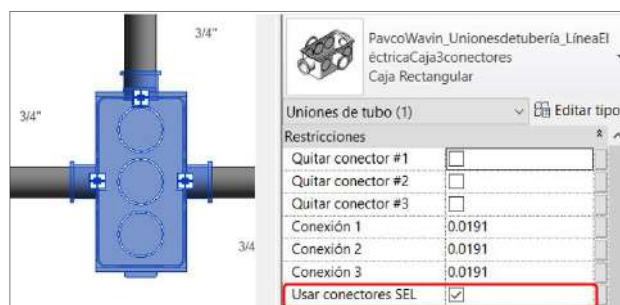 3/4"
3/4"
3/4
PavcoWavin_Unionesdetubería_LíneaEl
éctricaCaja3conectores
Caja Rectangular
Uniones de tubo (1)
Editar tipo
Restricciones
Quitar conector #1
Quitar conector #2
Quitar conector #3
Conexión 1 0.0191
Conexión 2 0.0191
Conexión 3 0.0191
Usar conectores SEL